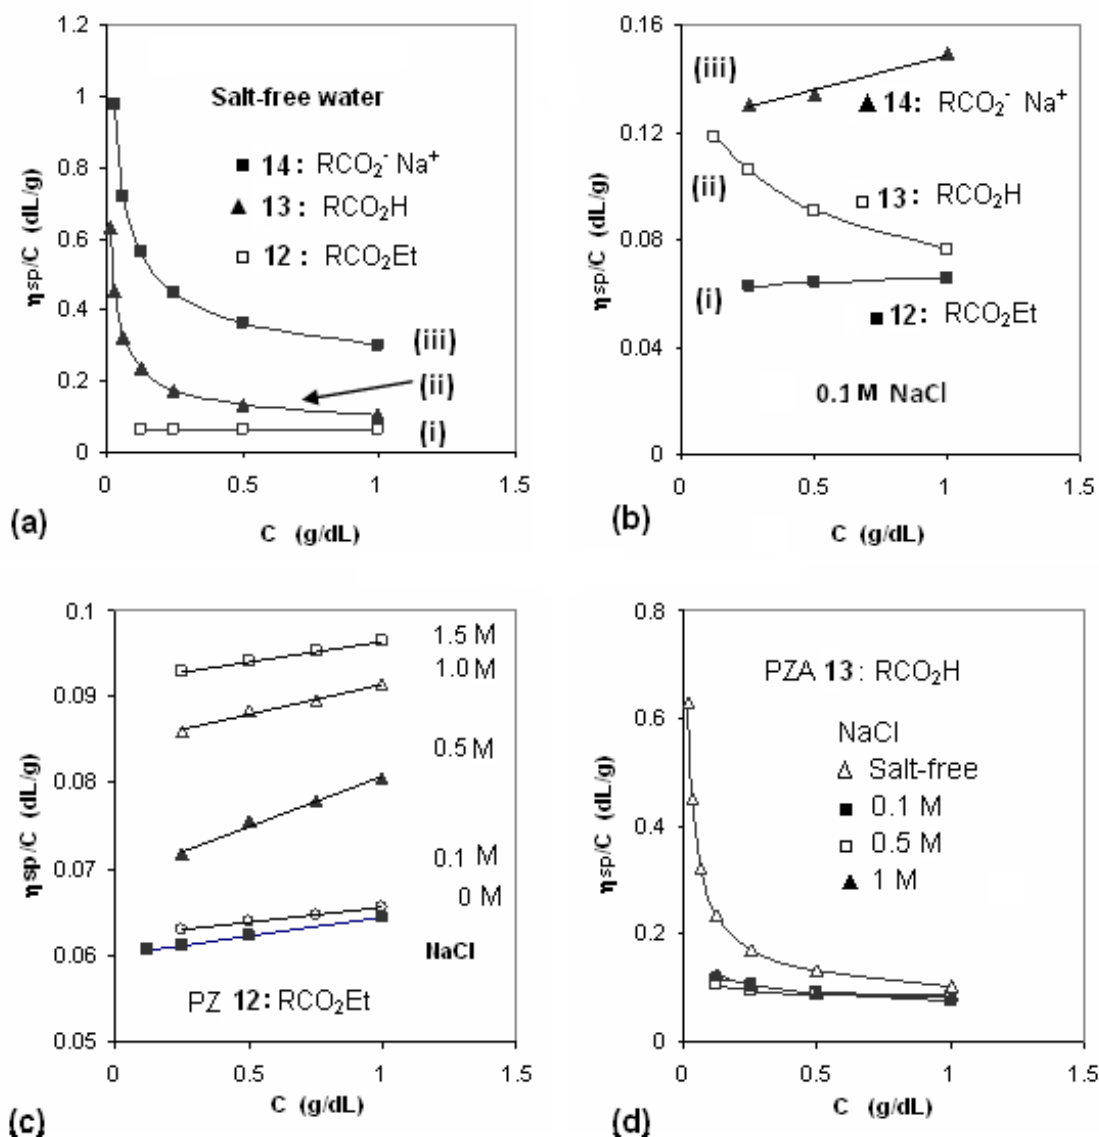 1.2
1
0.8
0.6
0.4
0.2
0
0
0.5
1
1.5
ηsp/C (dL/g)
C (g/dL)
Salt-free water
14: RCO₂⁻ Na⁺
13: RCO₂H
12: RCO₂Et
(iii)
(ii)
(i)
(a)
0.16
0.12
0.08
0.04
0
0
0.5
1
1.5
ηsp/C (dL/g)
C (g/dL)
(iii)
14: RCO₂⁻ Na⁺
(ii)
13: RCO₂H
(i)
12: RCO₂Et
0.1 M NaCl
(b)
0.1
0.09
0.08
0.07
0.06
0.05
0
0.5
1
1.5
ηsp/C (dL/g)
C (g/dL)
1.5 M
1.0 M
0.5 M
0.1 M
0 M
NaCl
PZ 12: RCO₂Et
(c)
0.8
0.6
0.4
0.2
0
0
0.5
1
1.5
ηsp/C (dL/g)
C (g/dL)
PZA 13: RCO₂H
NaCl
Salt-free
0.1 M
0.5 M
1 M
(d)